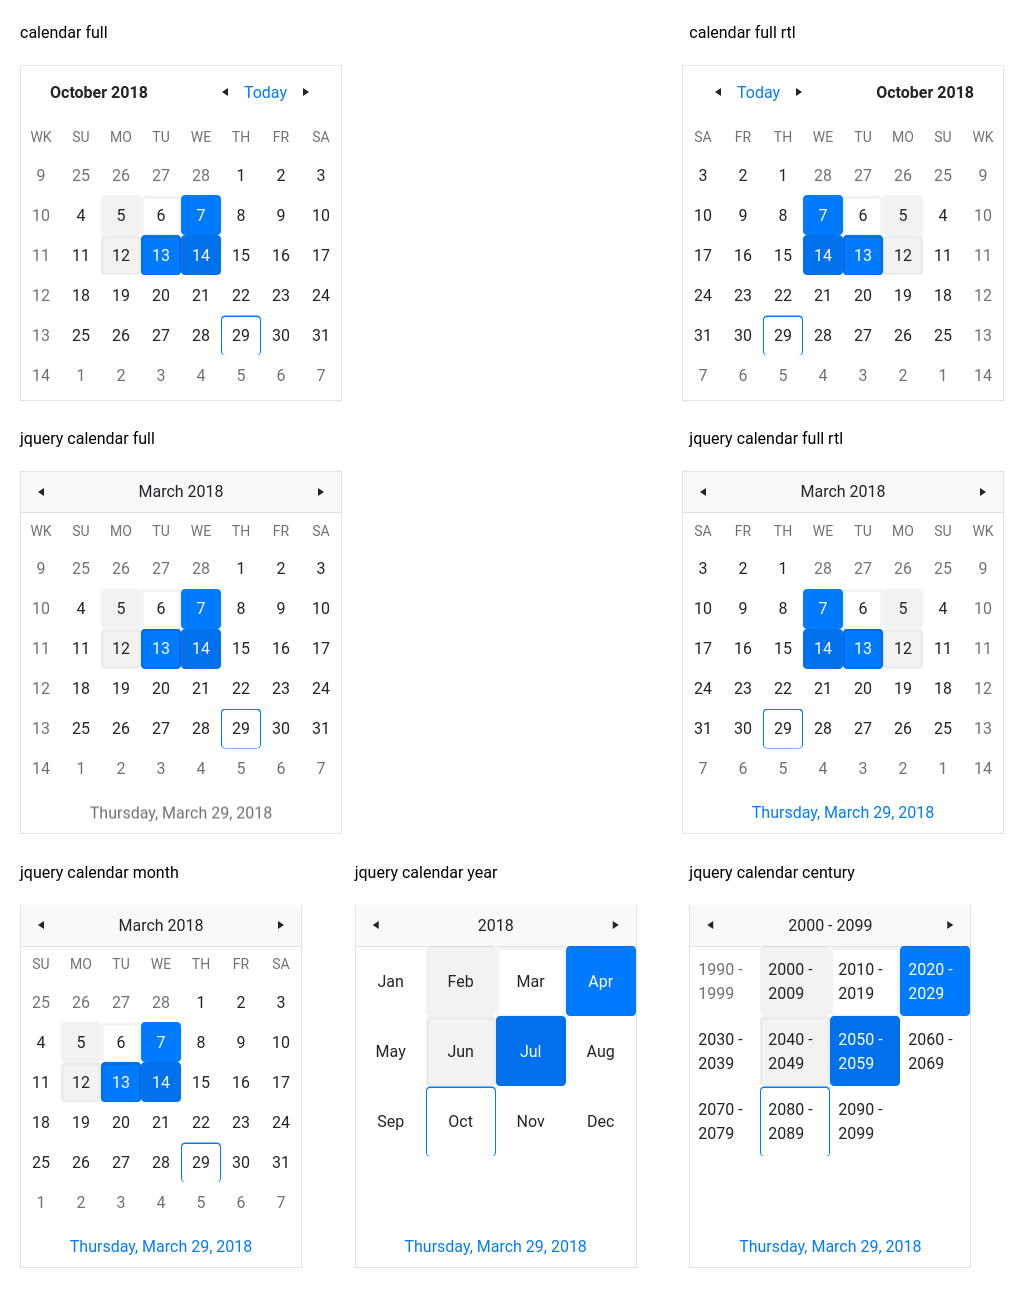 calendar full
calendar full rtl
October 2018 Today
Today October 2018
WK SU MO TU WE TH FR SA
9 25 26 27 28 1 2 3
10 4 5 6 7 8 9 10
11 11 12 13 14 15 16 17
12 18 19 20 21 22 23 24
13 25 26 27 28 29 30 31
14 1 2 3 4 5 6 7
SA FR TH WE TU MO SU WK
3 2 1 28 27 26 25 9
10 9 8 7 6 5 4 10
17 16 15 14 13 12 11 11
24 23 22 21 20 19 18 12
31 30 29 28 27 26 25 13
7 6 5 4 3 2 1 14
jquery calendar full
March 2018
WK SU MO TU WE TH FR SA
9 25 26 27 28 1 2 3
10 4 5 6 7 8 9 10
11 11 12 13 14 15 16 17
12 18 19 20 21 22 23 24
13 25 26 27 28 29 30 31
14 1 2 3 4 5 6 7
Thursday, March 29, 2018
jquery calendar full rtl
March 2018
SA FR TH WE TU MO SU WK
3 2 1 28 27 26 25 9
10 9 8 7 6 5 4 10
17 16 15 14 13 12 11 11
24 23 22 21 20 19 18 12
31 30 29 28 27 26 25 13
7 6 5 4 3 2 1 14
Thursday, March 29, 2018
jquery calendar month
March 2018
SU MO TU WE TH FR SA
25 26 27 28 1 2 3
4 5 6 7 8 9 10
11 12 13 14 15 16 17
18 19 20 21 22 23 24
25 26 27 28 29 30 31
1 2 3 4 5 6 7
Thursday, March 29, 2018
jquery calendar year
2018
Jan Feb Mar Apr
May Jun Jul Aug
Sep Oct Nov Dec
Thursday, March 29, 2018
jquery calendar century
2000 - 2099
1990 - 2000 - 2010 - 2020 -
1999 2009 2019 2029
2030 - 2040 - 2050 - 2060 -
2039 2049 2059 2069
2070 - 2080 - 2090 -
2079 2089 2099
Thursday, March 29, 2018